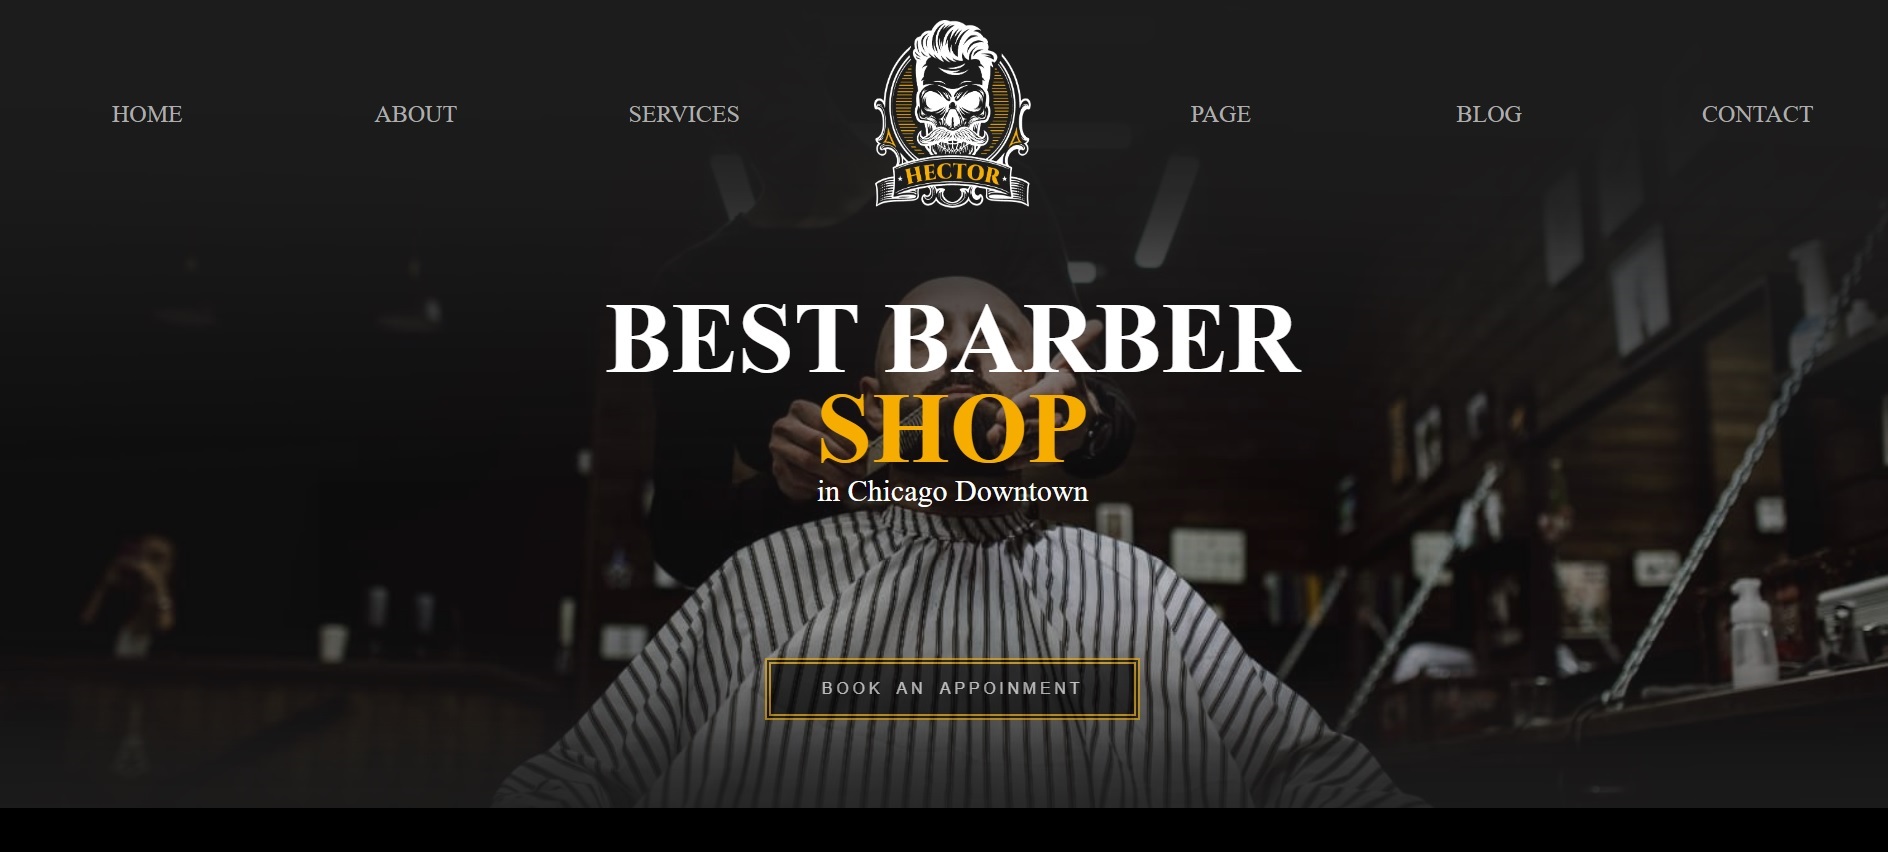 HOME ABOUT SERVICES PAGE BLOG CONTACT
HECTOR
BEST BARBER
SHOP
in Chicago Downtown
BOOK AN APPOINMENT